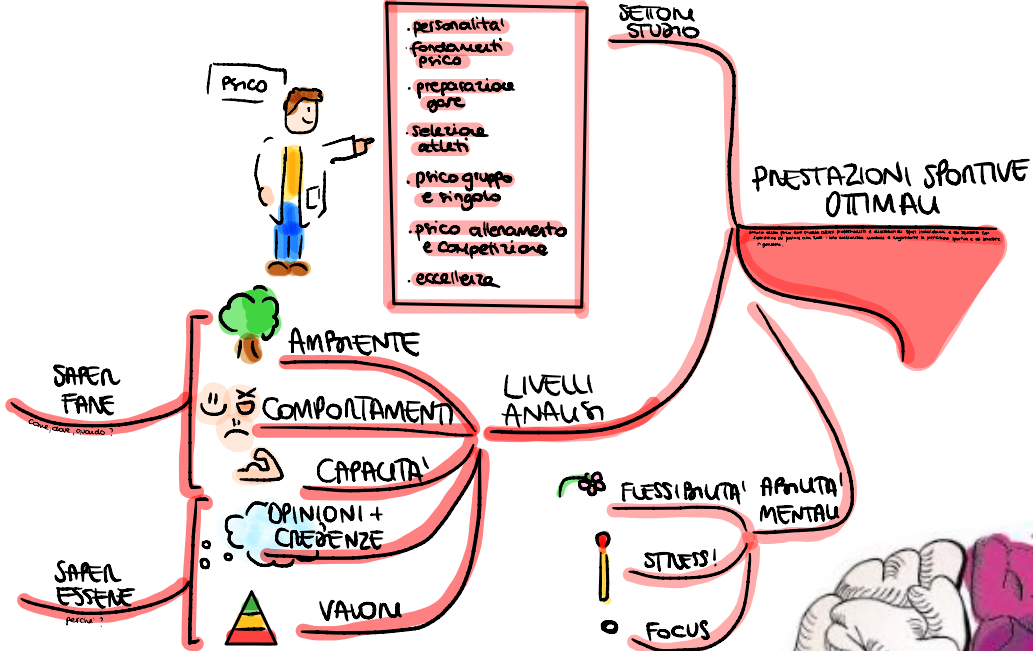 PSICO
. personalita'
. fondamenti
psico
. preparazione
gare
. selezione
atleti
. psico gruppo
e singolo
. psico allenamento
e competizione
. eccellenza
SETTORI
STUDIO
PRESTAZIONI SPORTIVE
OTTIMALI
LIVELLI
ANALISI
AMBIENTE
COMPORTAMENTI
CAPACITA'
OPINIONI +
CREDENZE
VALORI
SAPER
FARE
come, dove, quando?
SAPER
ESSERE
perche'?
ABILITA'
MENTALI
FLESSIBILITA'
STRESS!
FOCUS